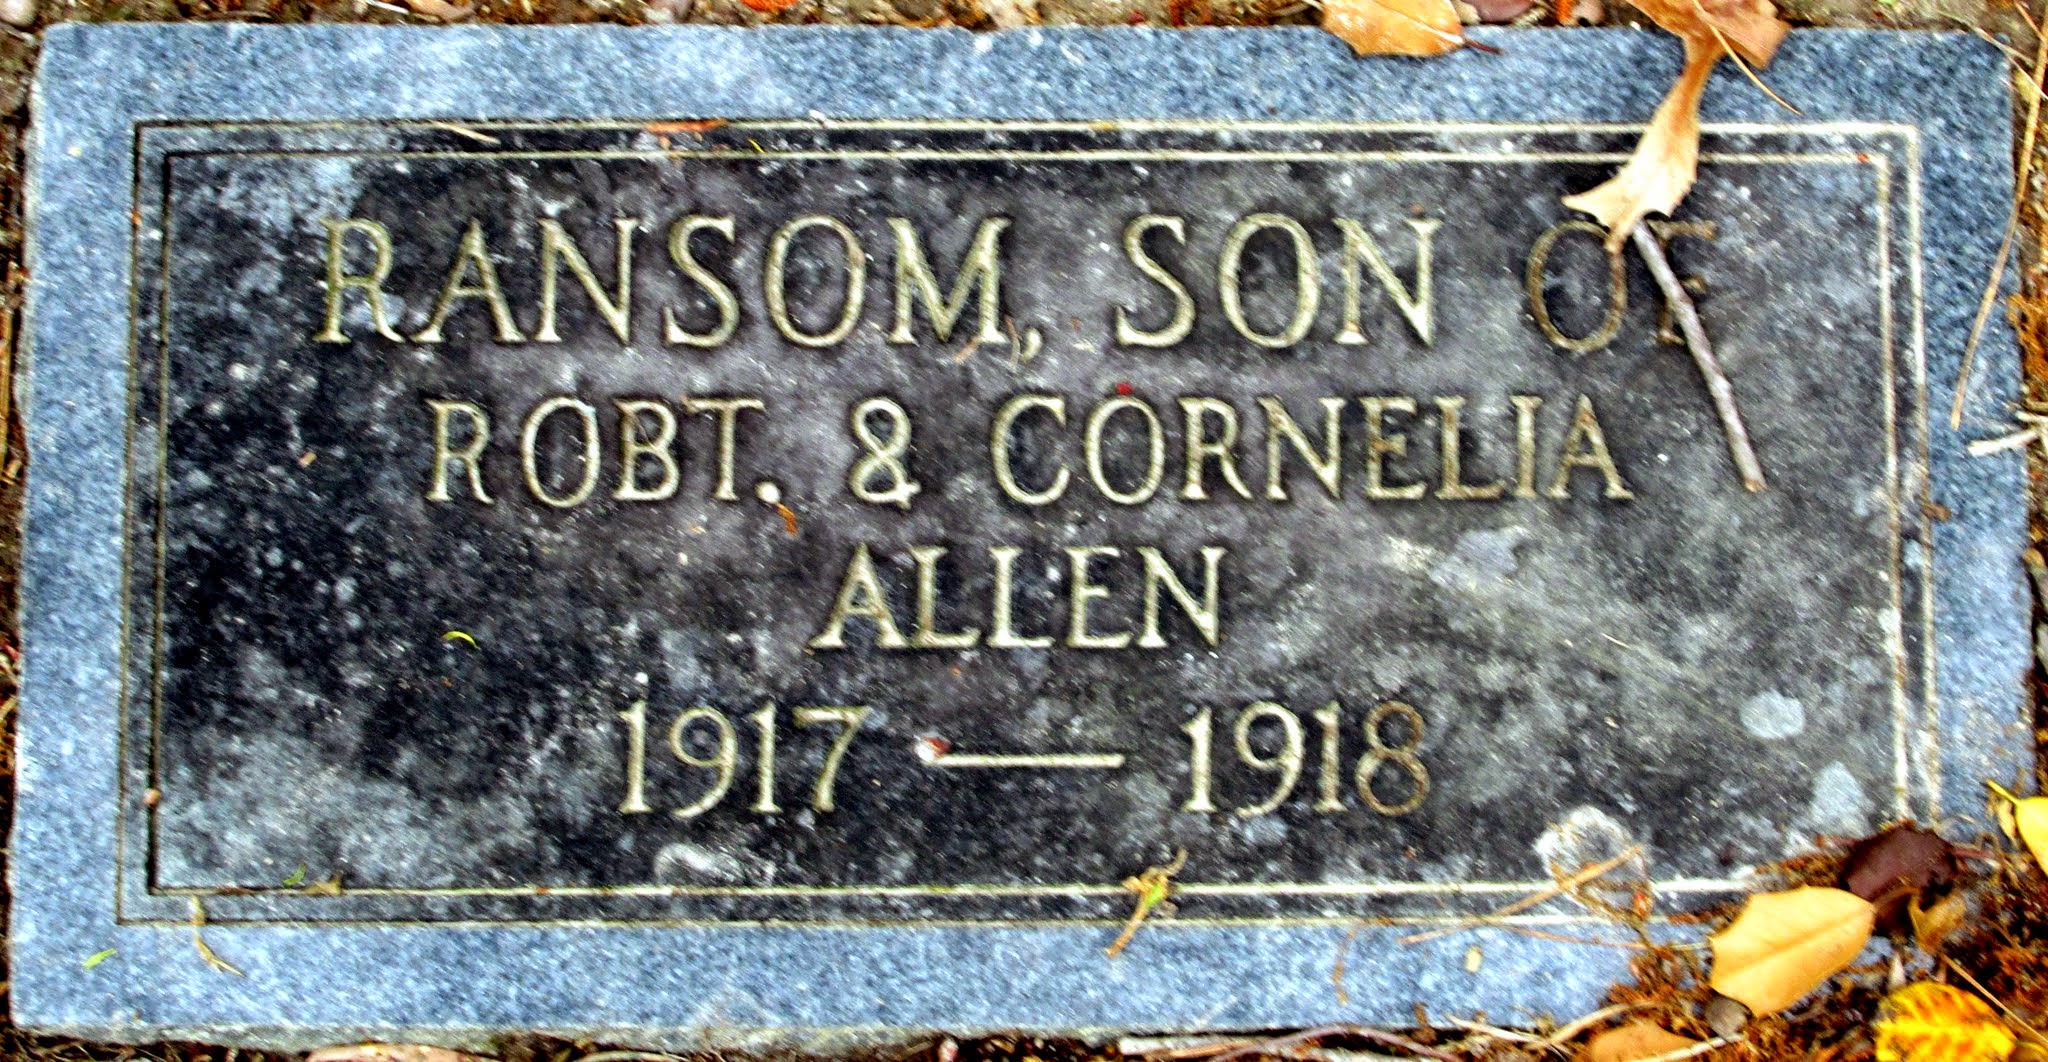 RANSOM, SON OF
ROBT. & CORNELIA
ALLEN
1917 — 1918